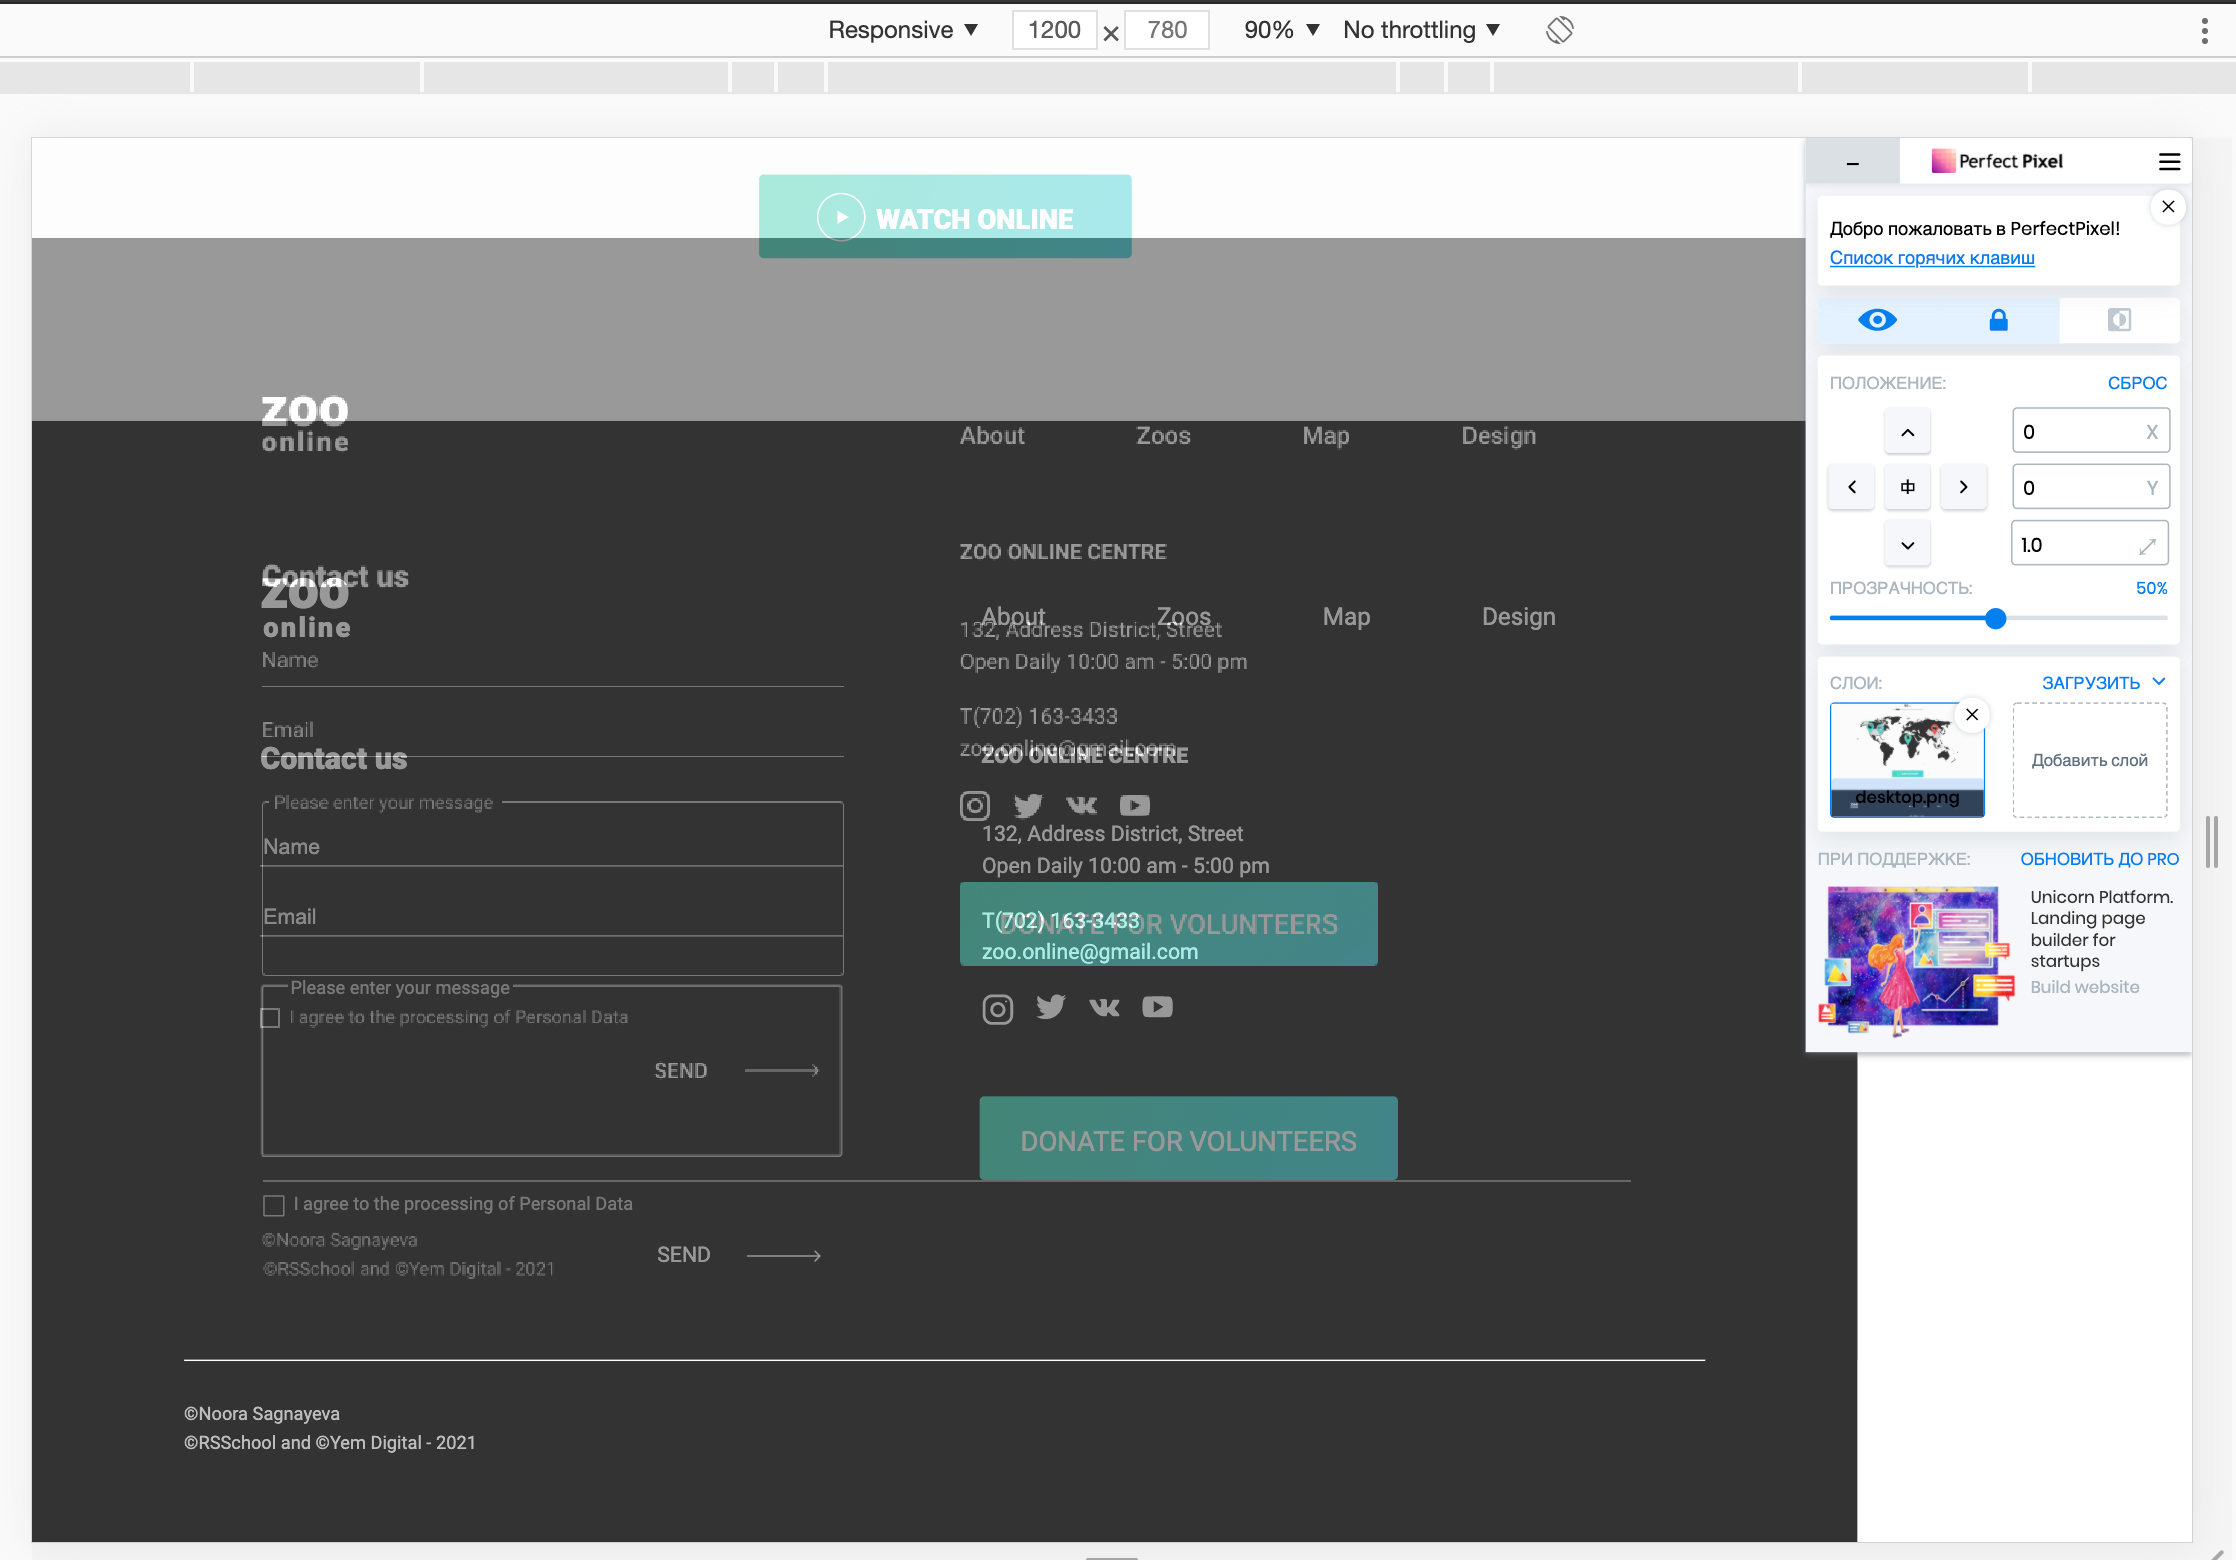 Responsive ▼ 1200 × 780 90% ▼ No throttling ▼
WATCH ONLINE
ZOO
online
About Zoos Map Design
ZOO ONLINE CENTRE
Contact us
ZOO
online
About Zoos Map Design
132, Address District, Street
Name
Open Daily 10:00 am - 5:00 pm
T(702) 163-3433
Email
zoo.online@gmail.com
Contact us
ZOO ONLINE CENTRE
Please enter your message
132, Address District, Street
Name
Open Daily 10:00 am - 5:00 pm
DONATE FOR VOLUNTEERS
T(702) 163-3433
Email
zoo.online@gmail.com
Please enter your message
I agree to the processing of Personal Data
SEND
DONATE FOR VOLUNTEERS
I agree to the processing of Personal Data
©Noora Sagnayeva
SEND
©RSSchool and ©Yem Digital - 2021
©Noora Sagnayeva
©RSSchool and ©Yem Digital - 2021
Perfect Pixel
Добро пожаловать в PerfectPixel!
Список горячих клавиш
ПОЛОЖЕНИЕ: СБРОС
0 X
0 Y
1.0
ПРОЗРАЧНОСТЬ: 50%
СЛОИ: ЗАГРУЗИТЬ
desktop.png
Добавить слой
ПРИ ПОДДЕРЖКЕ: ОБНОВИТЬ ДО PRO
Unicorn Platform.
Landing page
builder for
startups
Build website